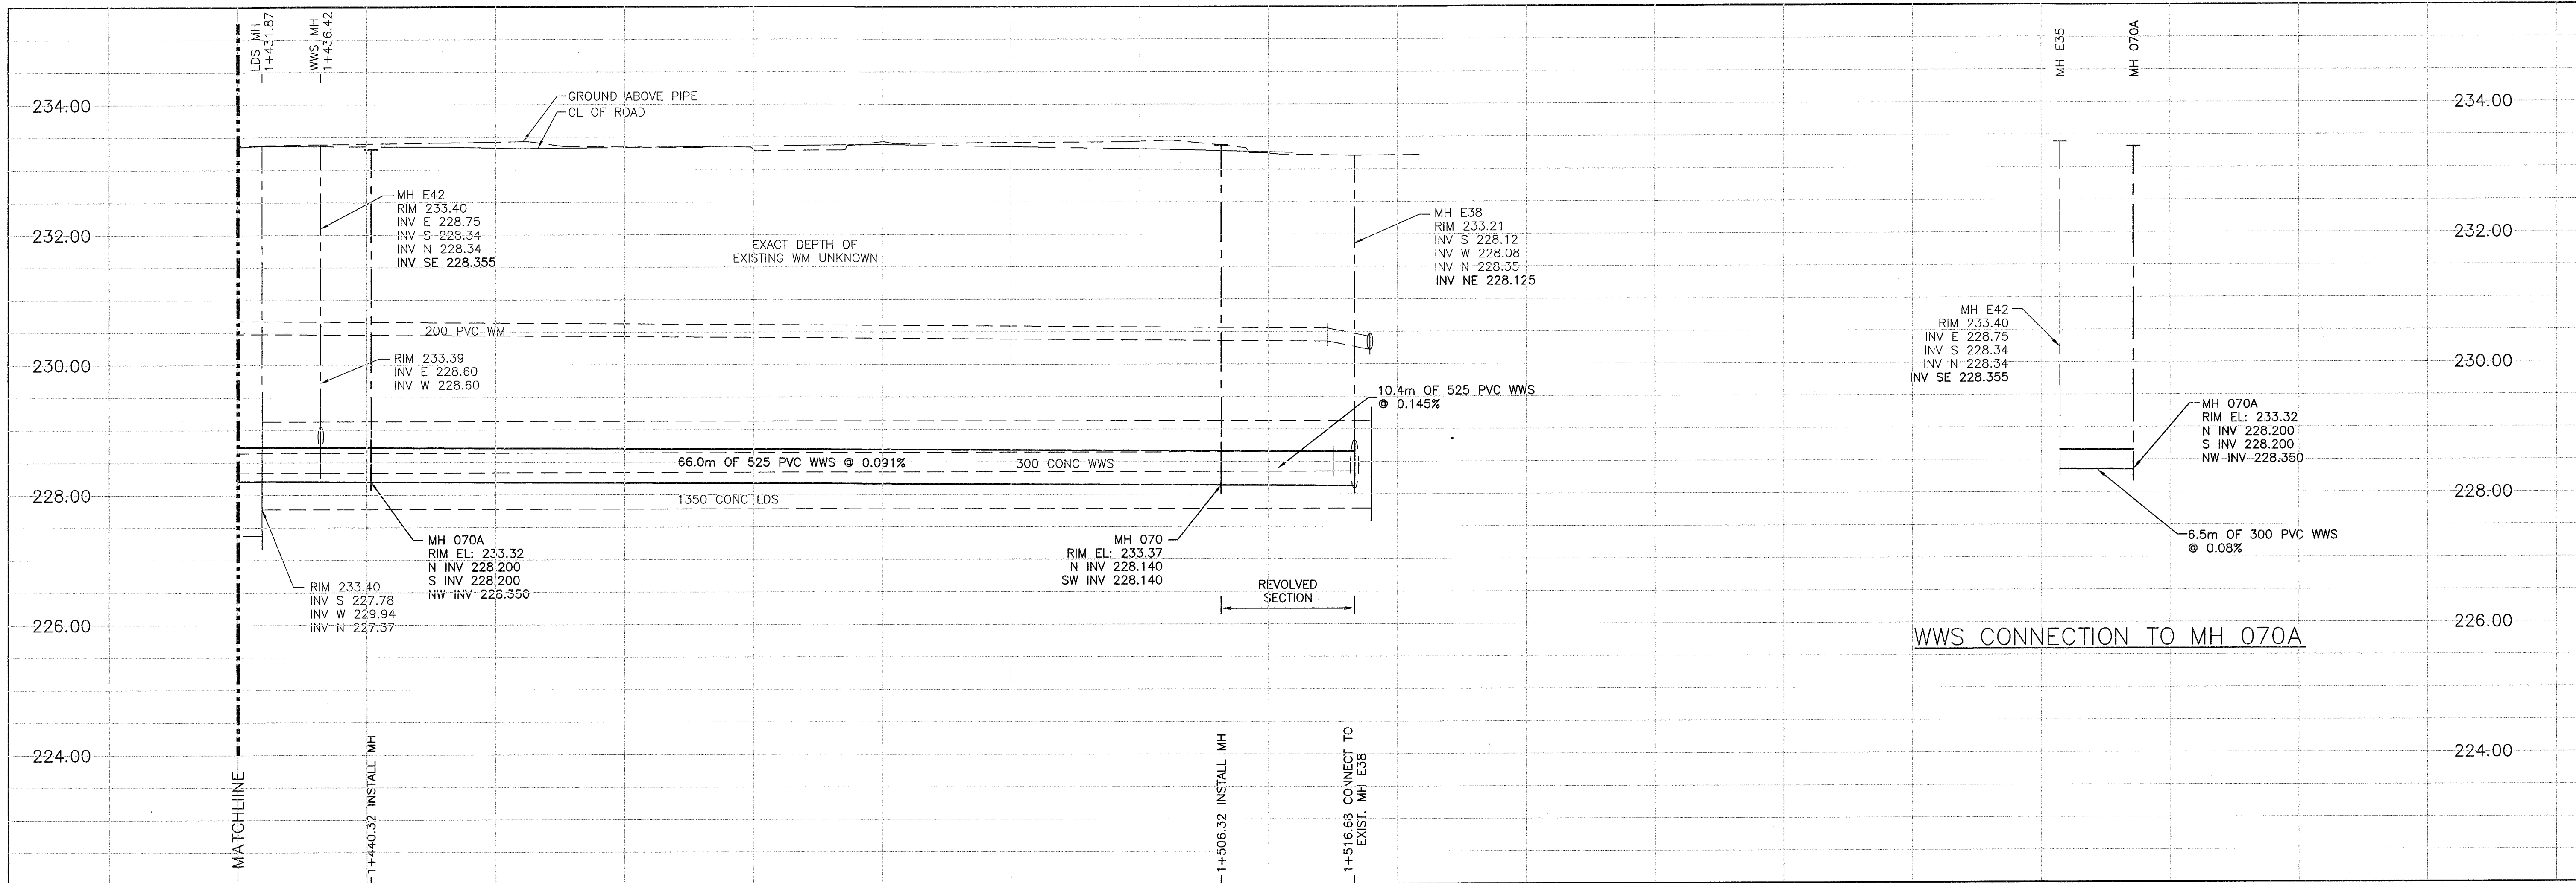 LDS MH
1+431.87
WWS MH
1+436.42
MH E35
MH 070A
234.00
GROUND ABOVE PIPE
CL OF ROAD
234.00
MH E42
RIM 233.40
INV E 228.75
INV S 228.34
INV N 228.34
INV SE 228.355
232.00
EXACT DEPTH OF
EXISTING WM UNKNOWN
MH E38
RIM 233.21
INV S 228.12
INV W 228.08
INV N 228.35
INV NE 228.125
232.00
200 PVC WM
MH E42
RIM 233.40
INV E 228.75
INV S 228.34
INV N 228.34
INV SE 228.355
230.00
RIM 233.39
INV E 228.60
INV W 228.60
10.4m OF 525 PVC WWS
@ 0.145%
230.00
MH 070A
RIM EL: 233.32
N INV 228.200
S INV 228.200
NW INV 228.350
66.0m OF 525 PVC WWS @ 0.091%
300 CONC WWS
228.00
1350 CONC LDS
228.00
6.5m OF 300 PVC WWS
@ 0.08%
MH 070A
RIM EL: 233.32
N INV 228.200
S INV 228.200
NW INV 228.350
MH 070
RIM EL: 233.37
N INV 228.140
SW INV 228.140
RIM 233.40
INV S 227.78
INV W 229.94
INV N 227.37
REVOLVED
SECTION
226.00
226.00
WWS CONNECTION TO MH 070A
224.00
224.00
MATCHLIINE
1+440.32 INSTALL MH
1+506.32 INSTALL MH
1+516.68 CONNECT TO
EXIST. MH E38